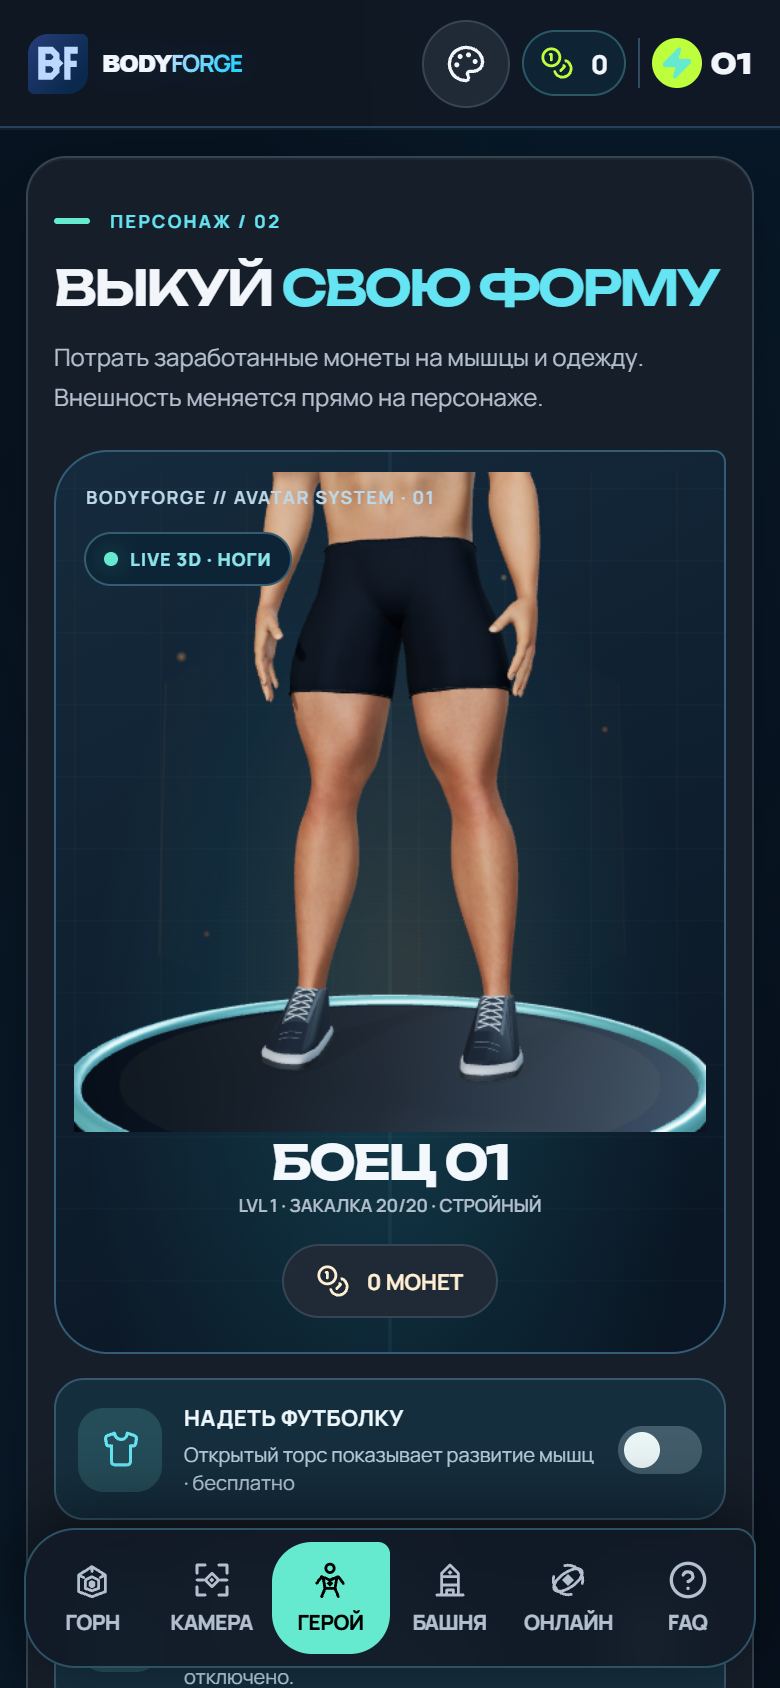 BF BODYFORGE
0
01
ПЕРСОНАЖ / 02
ВЫКУЙ СВОЮ ФОРМУ
Потрать заработанные монеты на мышцы и одежду.
Внешность меняется прямо на персонаже.
BODYFORGE // AVATAR SYSTEM · 01
LIVE 3D · НОГИ
БОЕЦ 01
LVL 1 · ЗАКАЛКА 20/20 · СТРОЙНЫЙ
0 МОНЕТ
НАДЕТЬ ФУТБОЛКУ
Открытый торс показывает развитие мышц
· бесплатно
ГОРН
КАМЕРА
ГЕРОЙ
БАШНЯ
ОНЛАЙН
FAQ
отключено.